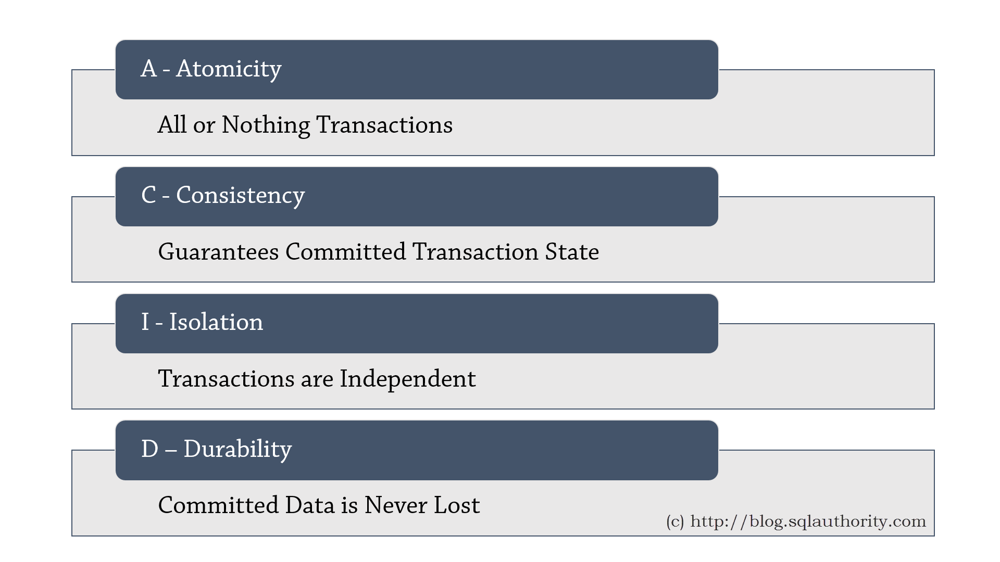 A - Atomicity
All or Nothing Transactions
C - Consistency
Guarantees Committed Transaction State
I - Isolation
Transactions are Independent
D – Durability
Committed Data is Never Lost
(c) http://blog.sqlauthority.com